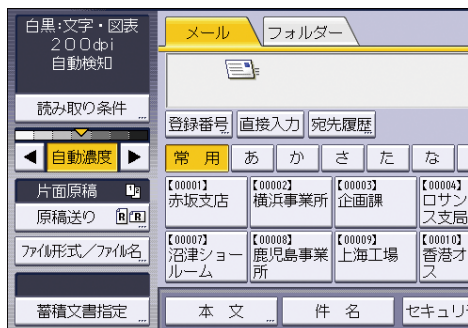 白黒:文字・図表
200dpi
自動検知
読み取り条件
自動濃度
片面原稿
原稿送り
ファイル形式/ファイル名
蓄積文書指定
メール
フォルダー
登録番号
直接入力
宛先履歴
常用
あ
か
さ
た
な
【00001】
赤坂支店
【00002】
横浜事業所
【00003】
企画課
【00004】
ロサン
ス支局
【00007】
沼津ショー
ルーム
【00008】
鹿児島事業
所
【00009】
上海工場
【00010】
香港オ
ス
本文
件名
セキュリ